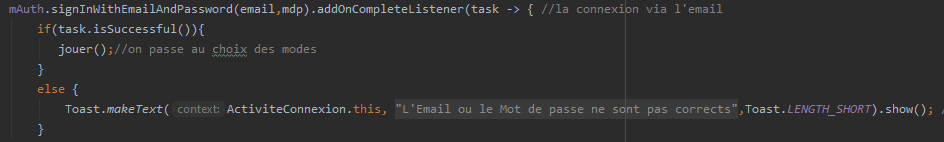 mAuth.signInWithEmailAndPassword(email,mdp).addOnCompleteListener(task -> { //la connexion via l'email
if(task.isSuccessful()){
jouer();//on passe au choix des modes
}
else {
Toast.makeText( context: ActiviteConnexion.this, "L'Email ou le Mot de passe ne sont pas corrects",Toast.LENGTH_SHORT).show(); /
}